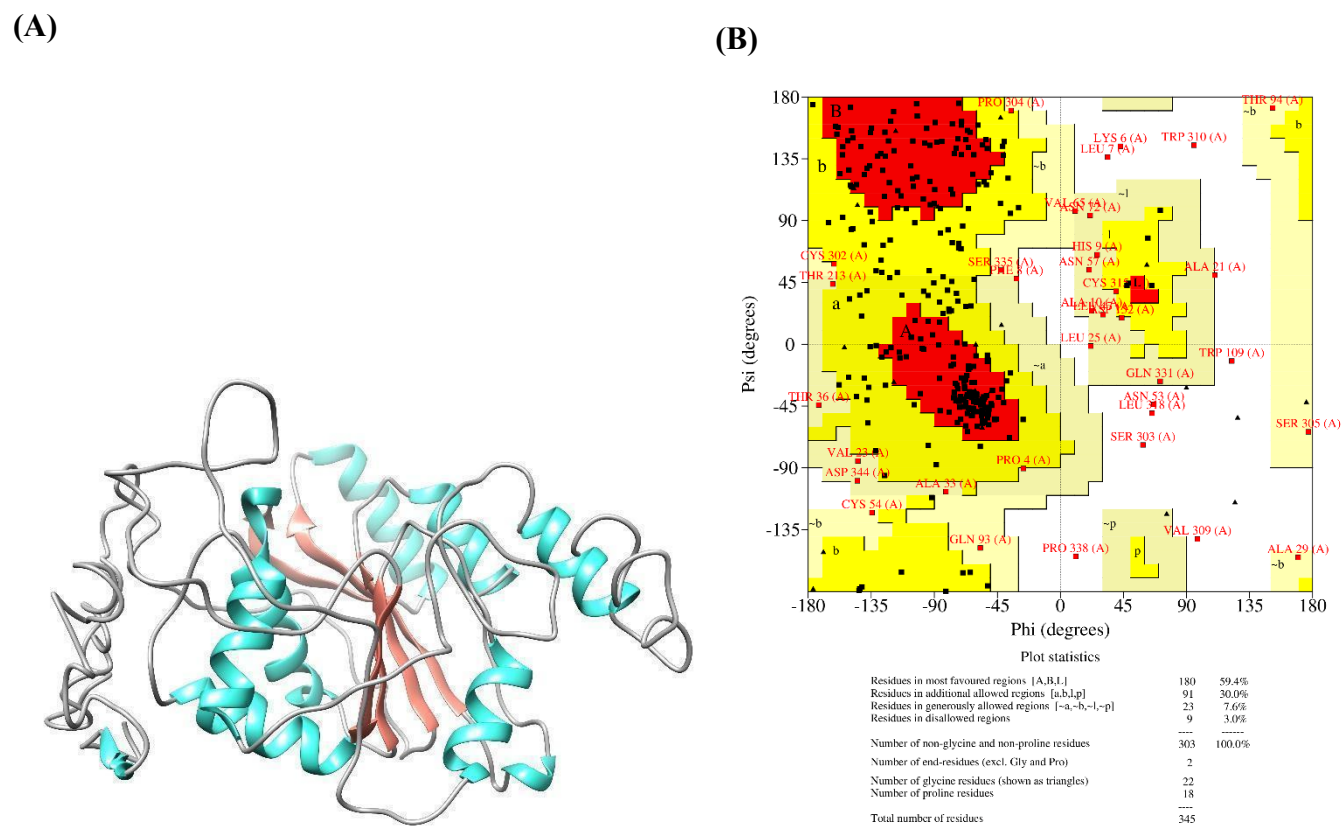 (A)
(B)
180
135
90
45
0
-45
-90
-135
Psi (degrees)
B
b
~b
PRO 304 (A)
THR 94 (A)
~b
b
LYS 6 (A)
TRP 310 (A)
LEU 7 (A)
~l
VAL 65 (A)
ASN 72 (A)
l
HIS 9 (A)
CYS 302 (A)
SER 335 (A)
ASN 57 (A)
ALA 21 (A)
THR 213 (A)
a
A
ALA 10 (A)
LEU 25 (A)
~a
TRP 109 (A)
GLN 331 (A)
THR 36 (A)
ASN 53 (A)
SER 303 (A)
SER 305 (A)
VAL 23 (A)
PRO 4 (A)
ASP 344 (A)
ALA 33 (A)
CYS 54 (A)
~b
~p
b
GLN 93 (A)
PRO 338 (A)
p
VAL 309 (A)
ALA 29 (A)
~b
-180 -135 -90 -45 0 45 90 135 180
Phi (degrees)
Plot statistics
Residues in most favoured regions [A,B,L] 180 59.4%
Residues in additional allowed regions [a,b,l,p] 91 30.0%
Residues in generously allowed regions [~a,~b,~l,~p] 23 7.6%
Residues in disallowed regions 9 3.0%
---- ------
Number of non-glycine and non-proline residues 303 100.0%
Number of end-residues (excl. Gly and Pro) 2
Number of glycine residues (shown as triangles) 22
Number of proline residues 18
----
Total number of residues 345